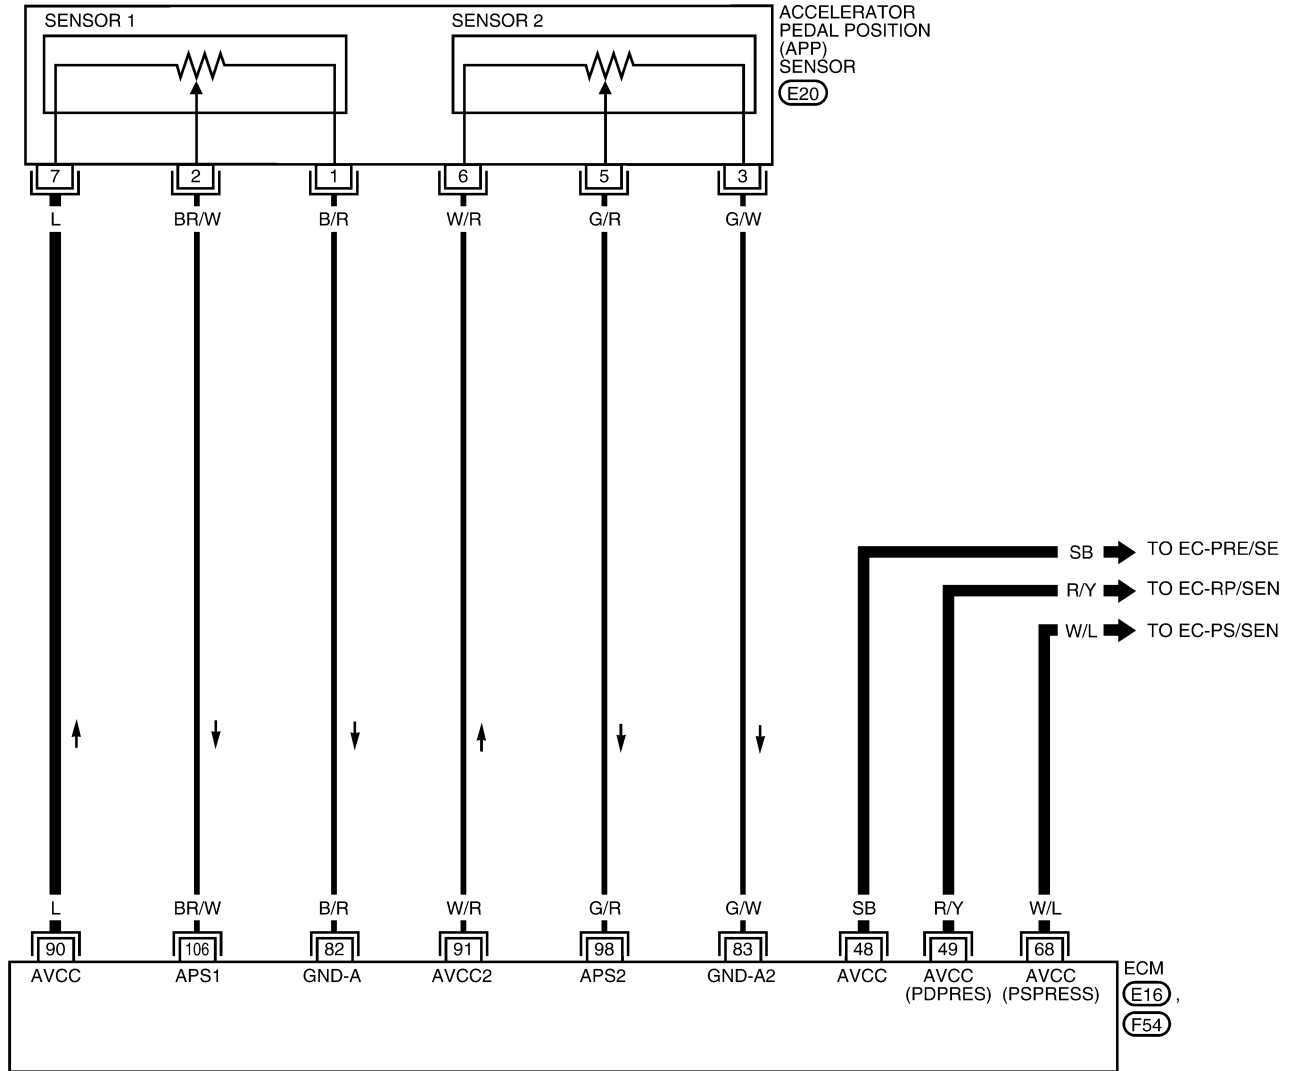 SENSOR 1
SENSOR 2
ACCELERATOR
PEDAL POSITION
(APP)
SENSOR
E20
7 2 1 6 5 3
L BR/W B/R W/R G/R G/W
SB TO EC-PRE/SE
R/Y TO EC-RP/SEN
W/L TO EC-PS/SEN
L BR/W B/R W/R G/R G/W SB R/Y W/L
90 106 82 91 98 83 48 49 68
AVCC APS1 GND-A AVCC2 APS2 GND-A2 AVCC AVCC AVCC
(PDPRES) (PSPRESS)
ECM
E16 ,
F54